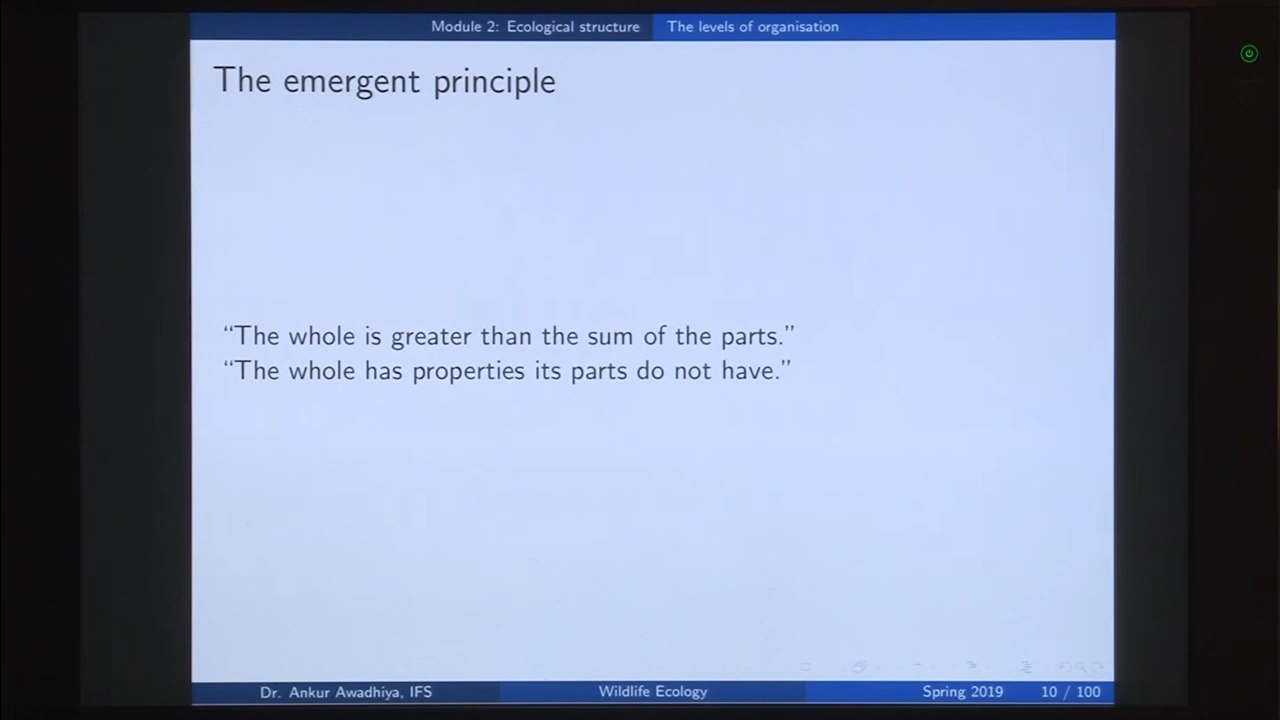 Module 2: Ecological structure The levels of organisation
The emergent principle
“The whole is greater than the sum of the parts.”
“The whole has properties its parts do not have.”
Dr. Ankur Awadhiya, IFS Wildlife Ecology Spring 2019 10 / 100